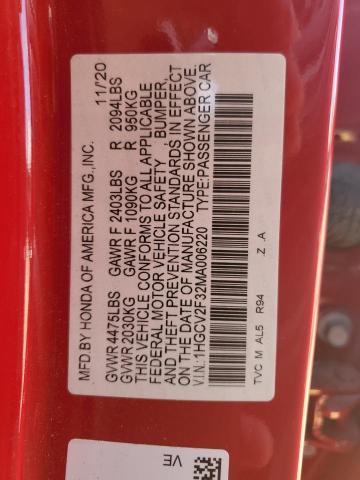 MFD BY HONDA OF AMERICA MFG.,INC. 11/20
GVWR 4475LBS GAWR F 2403LBS R 2094LBS
GVWR 2030KG GAWR F 1090KG R 950KG
THIS VEHICLE CONFORMS TO ALL APPLICABLE
FEDERAL MOTOR VEHICLE SAFETY, BUMPER,
AND THEFT PREVENTION STANDARDS IN EFFECT
ON THE DATE OF MANUFACTURE SHOWN ABOVE.
V.I.N.:1HGCV2F32MA006220 TYPE:PASSENGER CAR
TVC M AL5 R94 Z A
VE